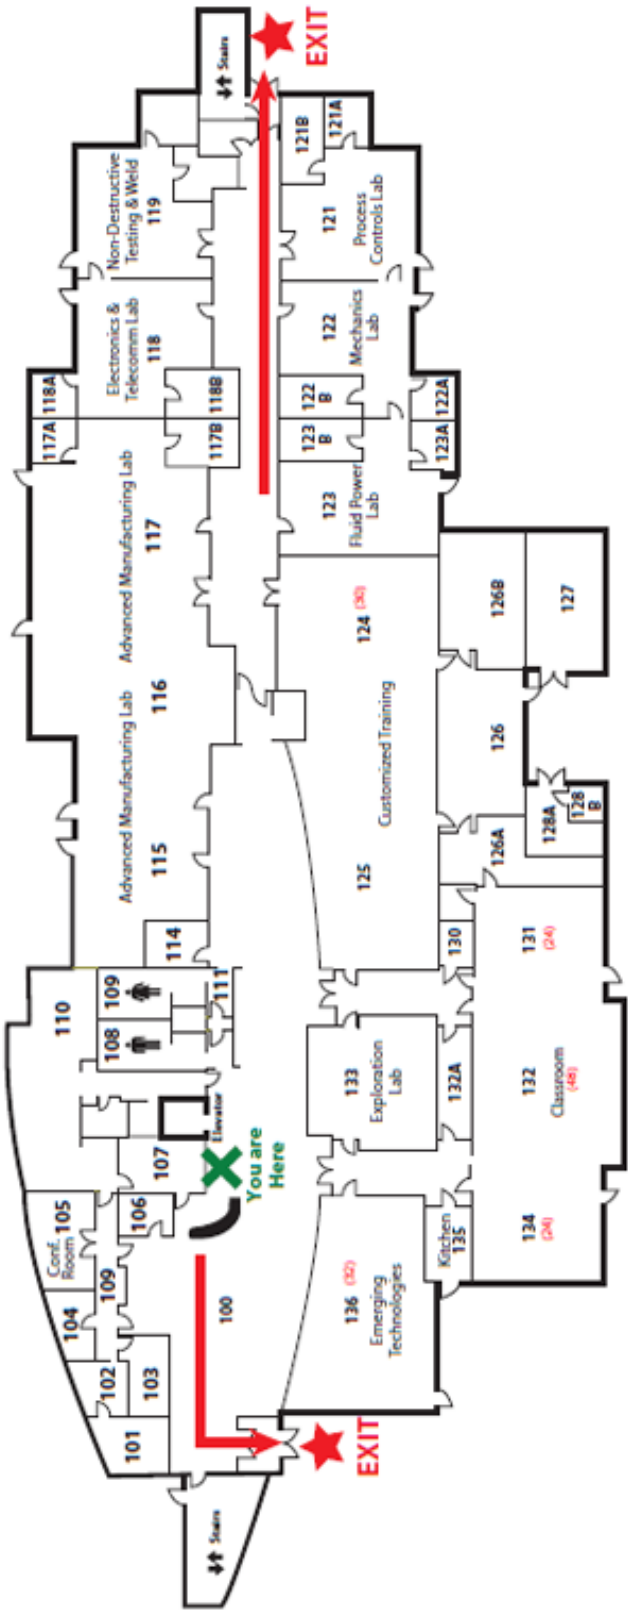 101
102
103
104
Conf.
Room
105
109
106
107
Elevator
110
108
109
111
114
Advanced Manufacturing Lab
115
116
Advanced Manufacturing Lab
117
117A
118A
117B
118B
Electronics &
Telecomm Lab
118
Non-Destructive
Testing & Weld
119
Stairs
EXIT
Stairs
100
You are
Here
EXIT
136 (32)
Emerging
Technologies
133
Exploration
Lab
125
Customized Training
124 (30)
123
Fluid Power
Lab
123
B
122
B
122
Mechanics
Lab
121
Process
Controls Lab
121B
121A
123A
122A
Kitchen
135
132A
130
126A
126
126B
127
128A
128
B
134
(24)
132
Classroom
(48)
131
(24)